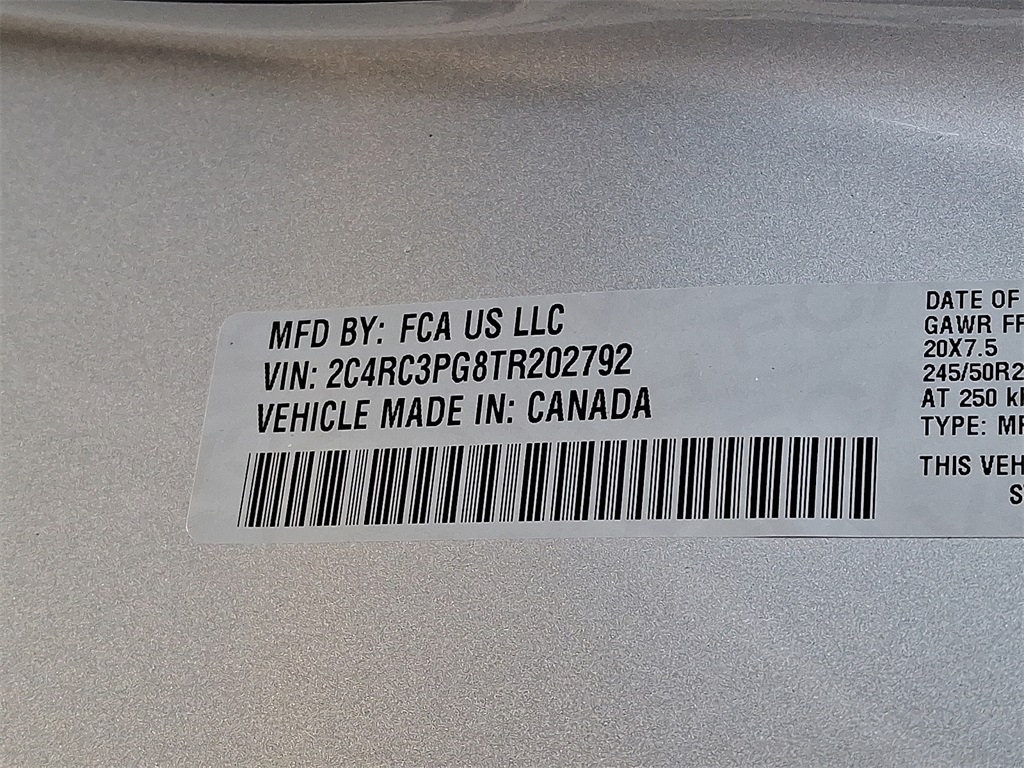 MFD BY: FCA US LLC
VIN: 2C4RC3PG8TR202792
VEHICLE MADE IN: CANADA
DATE OF
GAWR
20X7.5
245/50R2
AT 250
TYPE:
THIS